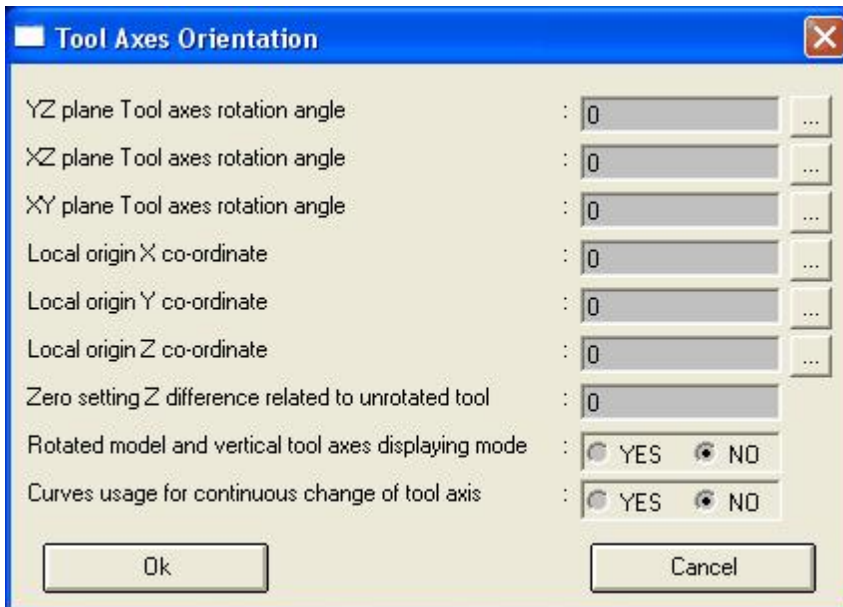 Tool Axes Orientation
YZ plane Tool axes rotation angle : 0 ...
XZ plane Tool axes rotation angle : 0 ...
XY plane Tool axes rotation angle : 0 ...
Local origin X co-ordinate : 0 ...
Local origin Y co-ordinate : 0 ...
Local origin Z co-ordinate : 0 ...
Zero setting Z difference related to unrotated tool : 0
Rotated model and vertical tool axes displaying mode : YES NO
Curves usage for continuous change of tool axis : YES NO
Ok Cancel